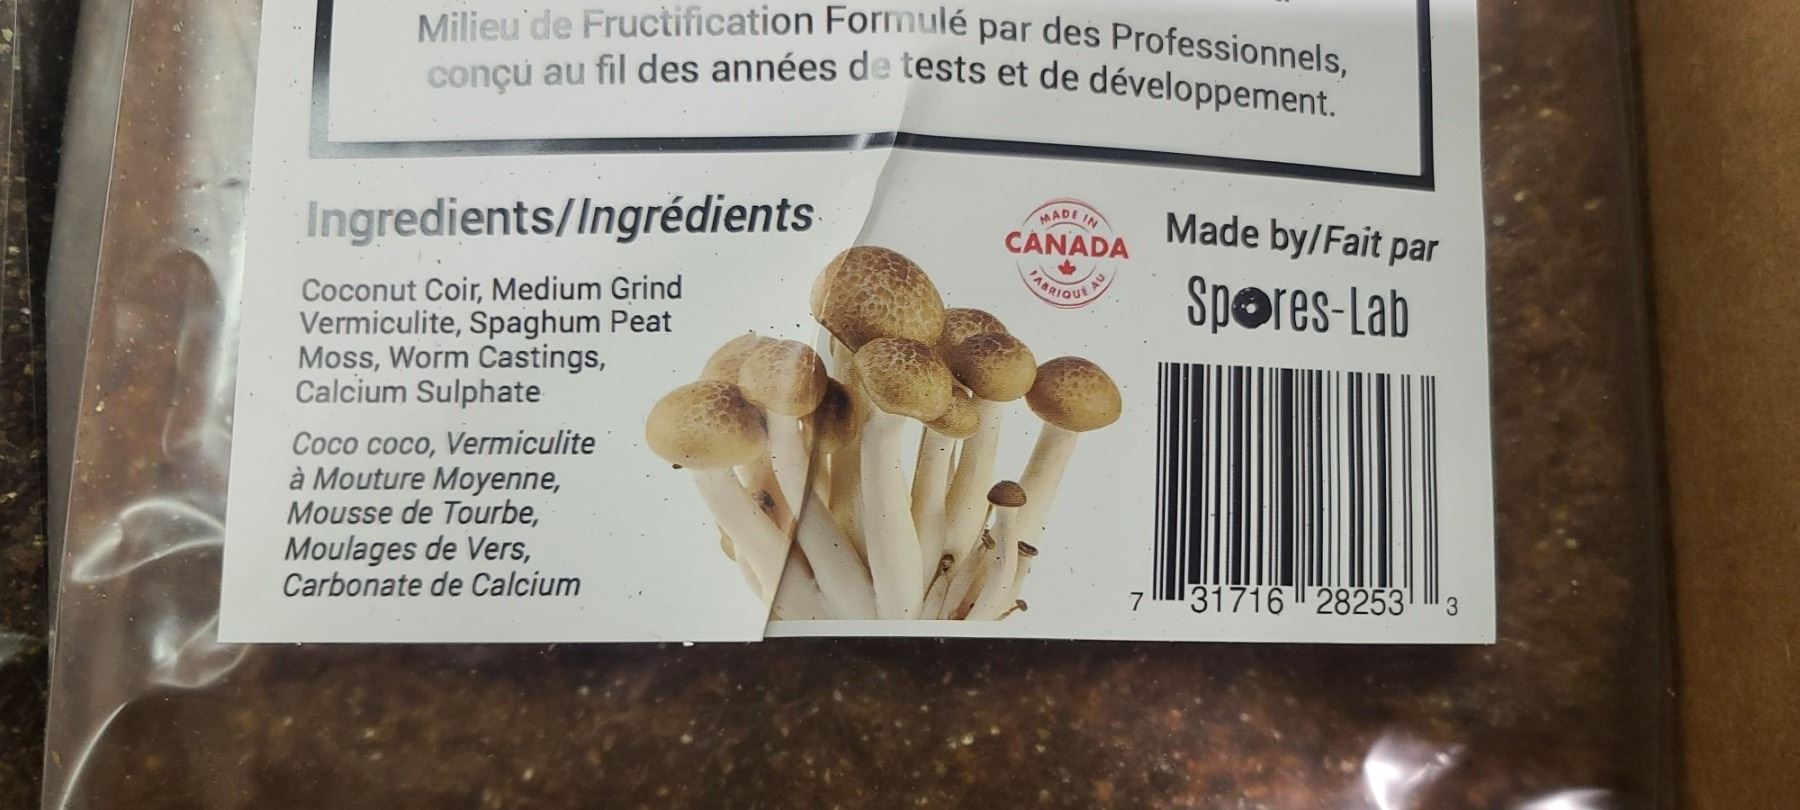 Milieu de Fructification Formulé par des Professionnels,
conçu au fil des années de tests et de développement.
Ingredients/Ingrédients
Coconut Coir, Medium Grind
Vermiculite, Spaghum Peat
Moss, Worm Castings,
Calcium Sulphate
Coco coco, Vermiculite
à Mouture Moyenne,
Mousse de Tourbe,
Moulages de Vers,
Carbonate de Calcium
MADE IN
CANADA
FABRIQUE AU
Made by/Fait par
Spores-Lab
7 31716 28253 3